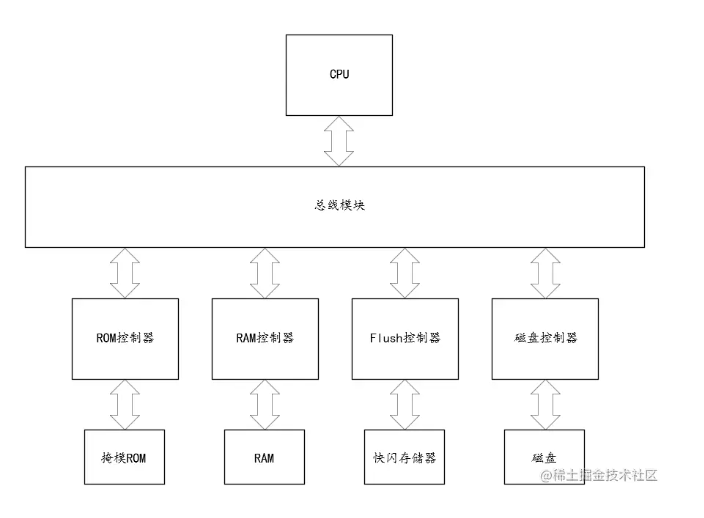 CPU
总线模块
ROM控制器
RAM控制器
Flush控制器
磁盘控制器
掩模ROM
RAM
快闪存储器
磁盘
@稀土掘金技术社区